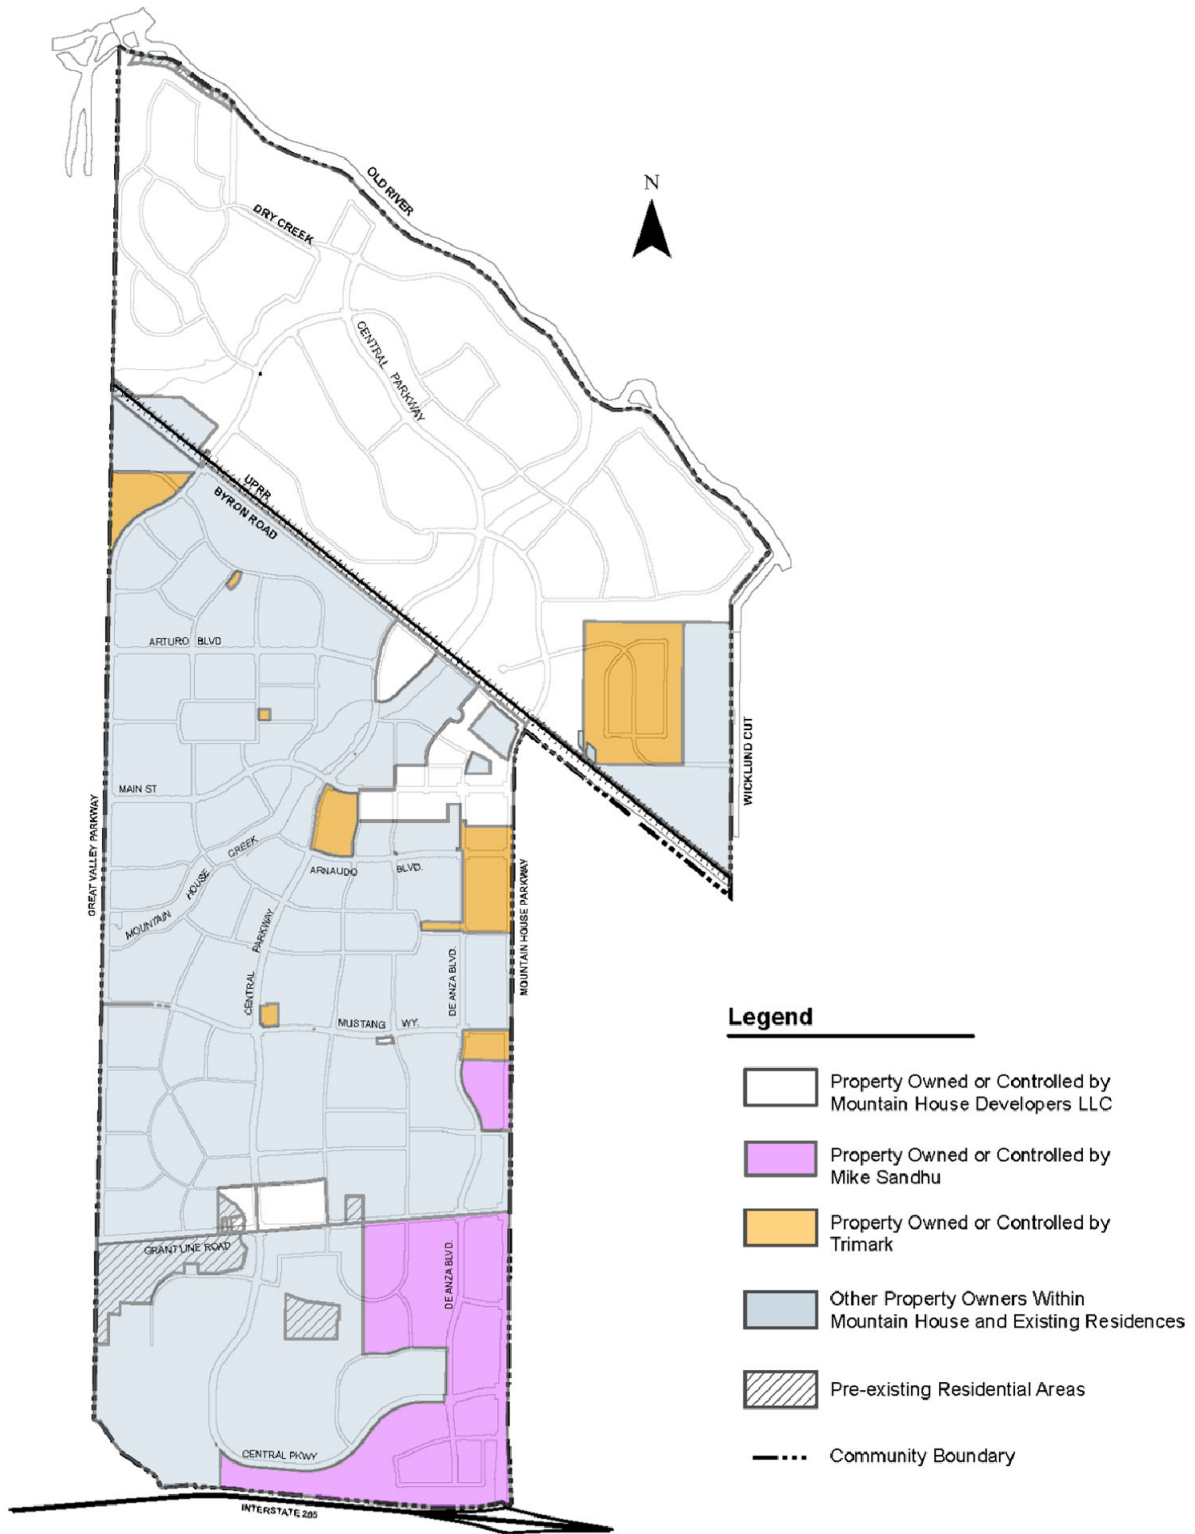 OLD RIVER
N
DRY CREEK
CENTRAL PARKWAY
UPRR
BYRON ROAD
ARTURO BLVD
WICKLUND CUT
MAIN ST
GREAT VALLEY PARKWAY
MOUNTAIN HOUSE CREEK
ARNAUDO BLVD.
MOUNTAIN HOUSE PARKWAY
CENTRAL PARKWAY
DE ANZA BLVD.
MUSTANG WY.
GRANT LINE ROAD
DE ANZA BLVD.
CENTRAL PKWY
INTERSTATE 205
Legend
Property Owned or Controlled by
Mountain House Developers LLC
Property Owned or Controlled by
Mike Sandhu
Property Owned or Controlled by
Trimark
Other Property Owners Within
Mountain House and Existing Residences
Pre-existing Residential Areas
Community Boundary